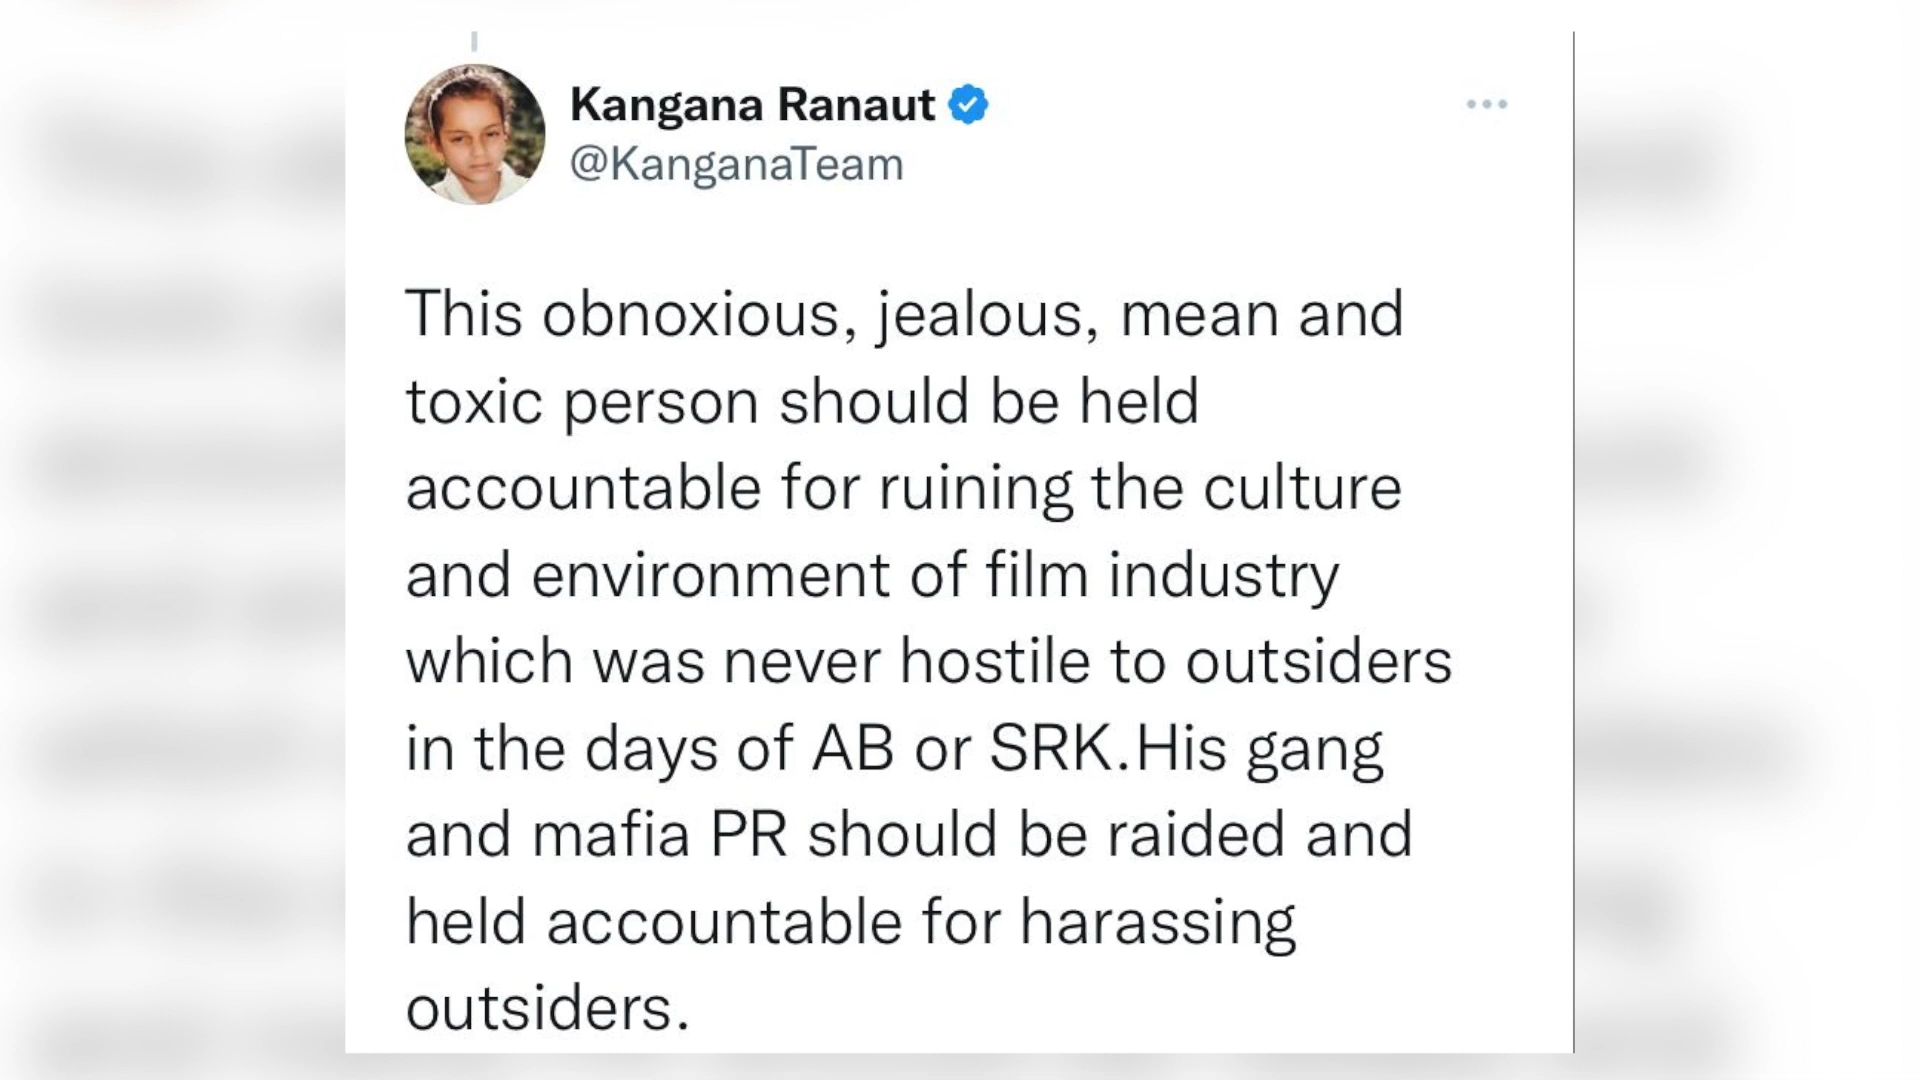 Kangana Ranaut
@KanganaTeam
This obnoxious, jealous, mean and
toxic person should be held
accountable for ruining the culture
and environment of film industry
which was never hostile to outsiders
in the days of AB or SRK.His gang
and mafia PR should be raided and
held accountable for harassing
outsiders.